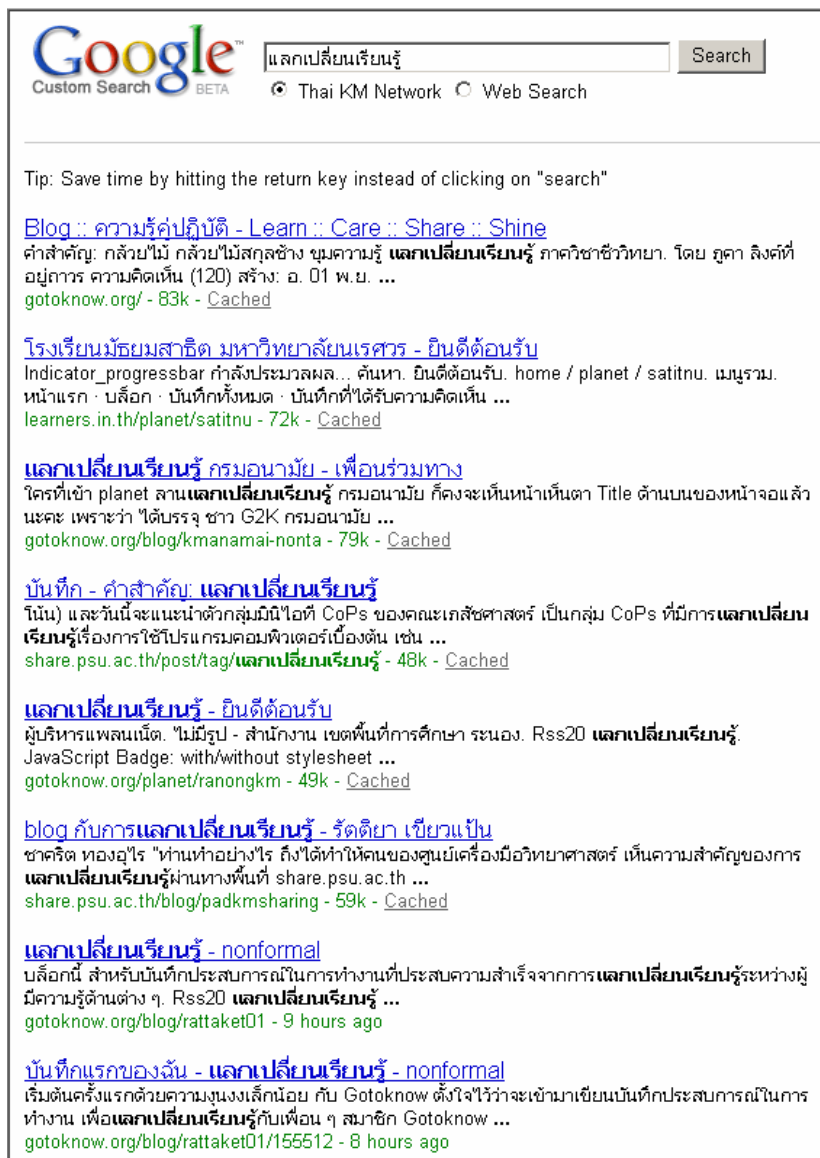 Google™
Custom Search BETA
แลกเปลี่ยนเรียนรู้
Search
Thai KM Network Web Search
Tip: Save time by hitting the return key instead of clicking on "search"
Blog :: ความรู้คู่ปฏิบัติ - Learn :: Care :: Share :: Shine
คำสำคัญ: กล้วยไม้ กล้วยไม้สกุลช้าง ขุมความรู้ แลกเปลี่ยนเรียนรู้ ภาควิชาชีววิทยา. โดย ภูคา ลิงค์ที่
อยู่ถาวร ความคิดเห็น (120) สร้าง: อ. 01 พ.ย. ...
gotoknow.org/ - 83k - Cached
โรงเรียนมัธยมสาธิต มหาวิทยาลัยนเรศวร - ยินดีต้อนรับ
Indicator_progressbar กำลังประมวลผล... ค้นหา. ยินดีต้อนรับ. home / planet / satitnu. เมนูรวม.
หน้าแรก · บล็อก · บันทึกทั้งหมด · บันทึกที่ได้รับความคิดเห็น ...
learners.in.th/planet/satitnu - 72k - Cached
แลกเปลี่ยนเรียนรู้ กรมอนามัย - เพื่อนร่วมทาง
ใครที่เข้า planet ลานแลกเปลี่ยนเรียนรู้ กรมอนามัย ก็คงจะเห็นหน้าเห็นตา Title ด้านบนของหน้าจอแล้ว
นะคะ เพราะว่า ได้บรรจุ ชาว G2K กรมอนามัย ...
gotoknow.org/blog/kmanamai-nonta - 79k - Cached
บันทึก - คำสำคัญ: แลกเปลี่ยนเรียนรู้
โน้น) และวันนี้จะแนะนำตัวกลุ่มมินิไอที CoPs ของคณะเภสัชศาสตร์ เป็นกลุ่ม CoPs ที่มีการแลกเปลี่ยน
เรียนรู้เรื่องการใช้โปรแกรมคอมพิวเตอร์เบื้องต้น เช่น ...
share.psu.ac.th/post/tag/แลกเปลี่ยนเรียนรู้ - 48k - Cached
แลกเปลี่ยนเรียนรู้ - ยินดีต้อนรับ
ผู้บริหารแพลนเน็ต. ไม่มีรูป - สำนักงาน เขตพื้นที่การศึกษา ระนอง. Rss20 แลกเปลี่ยนเรียนรู้.
JavaScript Badge: with/without stylesheet ...
gotoknow.org/planet/ranongkm - 49k - Cached
blog กับการแลกเปลี่ยนเรียนรู้ - รัตติยา เขียวแป้น
ชาคริต ทองอุไร "ท่านทำอย่างไร ถึงได้ทำให้คนของศูนย์เครื่องมือวิทยาศาสตร์ เห็นความสำคัญของการ
แลกเปลี่ยนเรียนรู้ผ่านทางพื้นที่ share.psu.ac.th ...
share.psu.ac.th/blog/padkmsharing - 59k - Cached
แลกเปลี่ยนเรียนรู้ - nonformal
บล็อกนี้ สำหรับบันทึกประสบการณ์ในการทำงานที่ประสบความสำเร็จจากการแลกเปลี่ยนเรียนรู้ระหว่างผู้
มีความรู้ด้านต่าง ๆ. Rss20 แลกเปลี่ยนเรียนรู้ ...
gotoknow.org/blog/rattaket01 - 9 hours ago
บันทึกแรกของฉัน - แลกเปลี่ยนเรียนรู้ - nonformal
เริ่มต้นครั้งแรกด้วยความงุนงงเล็กน้อย กับ Gotoknow ตั้งใจไว้ว่าจะเข้ามาเขียนบันทึกประสบการณ์ในการ
ทำงาน เพื่อแลกเปลี่ยนเรียนรู้กับเพื่อน ๆ สมาชิก Gotoknow ...
gotoknow.org/blog/rattaket01/155512 - 8 hours ago